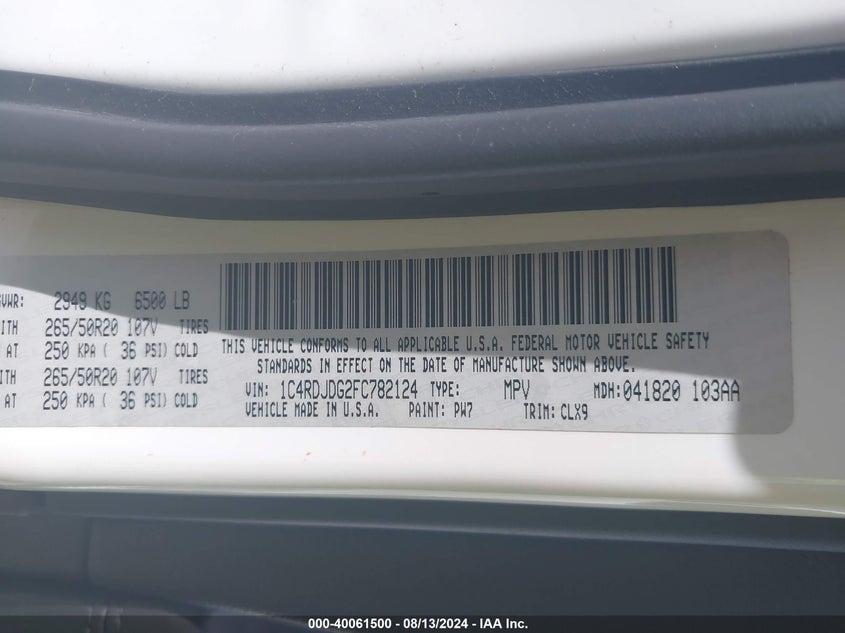 GVWR: 2949 KG 6500 LB
ITH 265/50R20 107V TIRES
AT 250 KPA ( 36 PSI) COLD
ITH 265/50R20 107V TIRES
AT 250 KPA ( 36 PSI) COLD
THIS VEHICLE CONFORMS TO ALL APPLICABLE U.S.A. FEDERAL MOTOR VEHICLE SAFETY
STANDARDS IN EFFECT ON THE DATE OF MANUFACTURE SHOWN ABOVE.
VIN: 1C4RDJDG2FC782124 TYPE: MPV MDH:041820 103AA
VEHICLE MADE IN U.S.A. PAINT: PW7 TRIM: CLX9
000-40061500 - 08/13/2024 - IAA Inc.